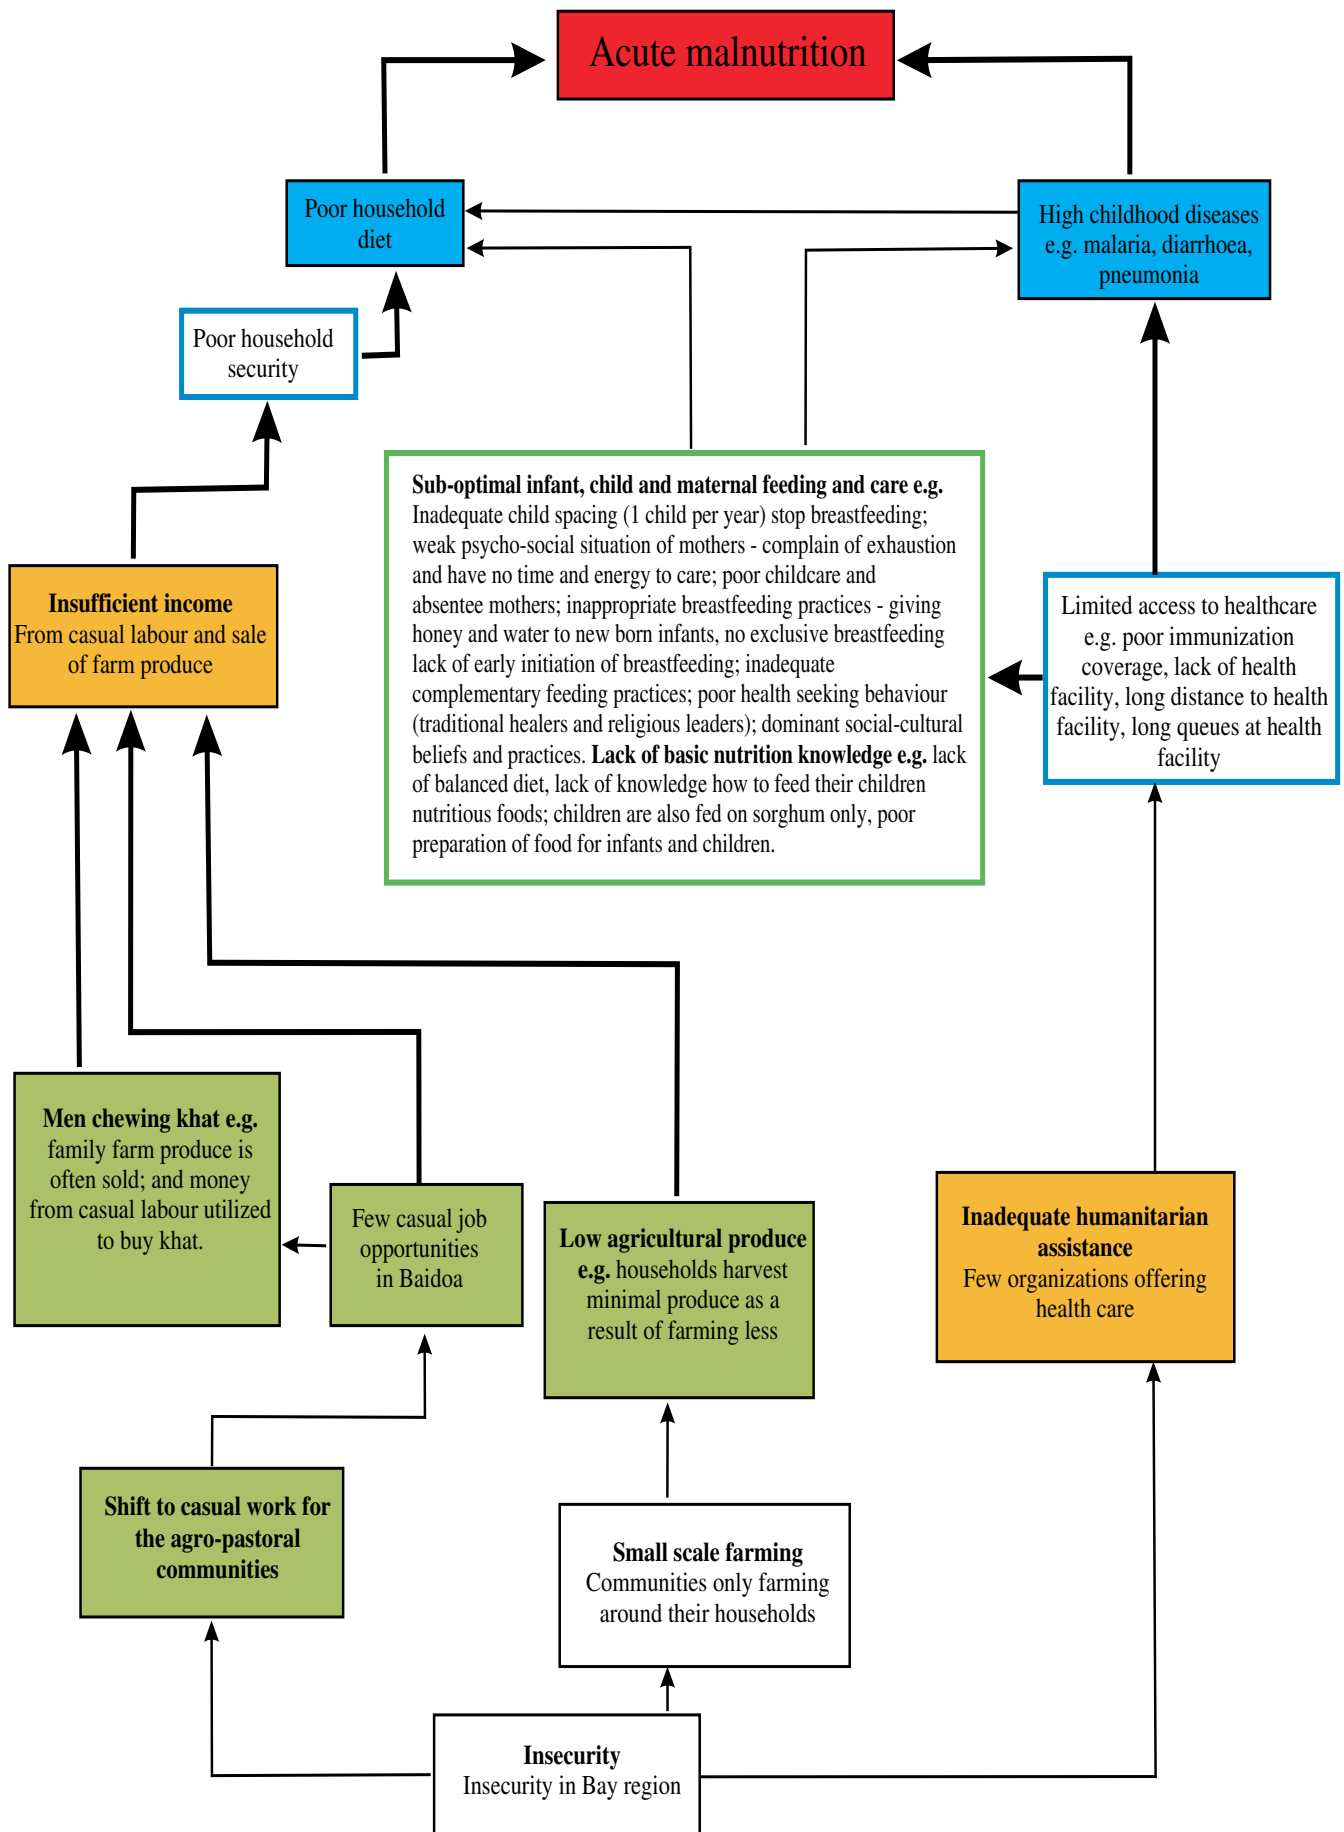 Acute malnutrition
Poor household
diet
High childhood diseases
e.g. malaria, diarrhoea,
pneumonia
Poor household
security
Sub-optimal infant, child and maternal feeding and care e.g.
Inadequate child spacing (1 child per year) stop breastfeeding;
weak psycho-social situation of mothers - complain of exhaustion
and have no time and energy to care; poor childcare and
absentee mothers; inappropriate breastfeeding practices - giving
honey and water to new born infants, no exclusive breastfeeding
lack of early initiation of breastfeeding; inadequate
complementary feeding practices; poor health seeking behaviour
(traditional healers and religious leaders); dominant social-cultural
beliefs and practices. Lack of basic nutrition knowledge e.g. lack
of balanced diet, lack of knowledge how to feed their children
nutritious foods; children are also fed on sorghum only, poor
preparation of food for infants and children.
Insufficient income
From casual labour and sale
of farm produce
Limited access to healthcare
e.g. poor immunization
coverage, lack of health
facility, long distance to health
facility, long queues at health
facility
Men chewing khat e.g.
family farm produce is
often sold; and money
from casual labour utilized
to buy khat.
Few casual job
opportunities
in Baidoa
Low agricultural produce
e.g. households harvest
minimal produce as a
result of farming less
Inadequate humanitarian
assistance
Few organizations offering
health care
Shift to casual work for
the agro-pastoral
communities
Small scale farming
Communities only farming
around their households
Insecurity
Insecurity in Bay region